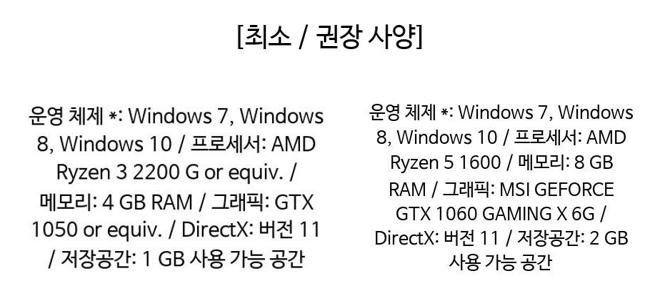 [최소 / 권장 사양]
운영 체제 *: Windows 7, Windows
8, Windows 10 / 프로세서: AMD
Ryzen 3 2200 G or equiv. /
메모리: 4 GB RAM / 그래픽: GTX
1050 or equiv. / DirectX: 버전 11
/ 저장공간: 1 GB 사용 가능 공간
운영 체제 *: Windows 7, Windows
8, Windows 10 / 프로세서: AMD
Ryzen 5 1600 / 메모리: 8 GB
RAM / 그래픽: MSI GEFORCE
GTX 1060 GAMING X 6G /
DirectX: 버전 11 / 저장공간: 2 GB
사용 가능 공간